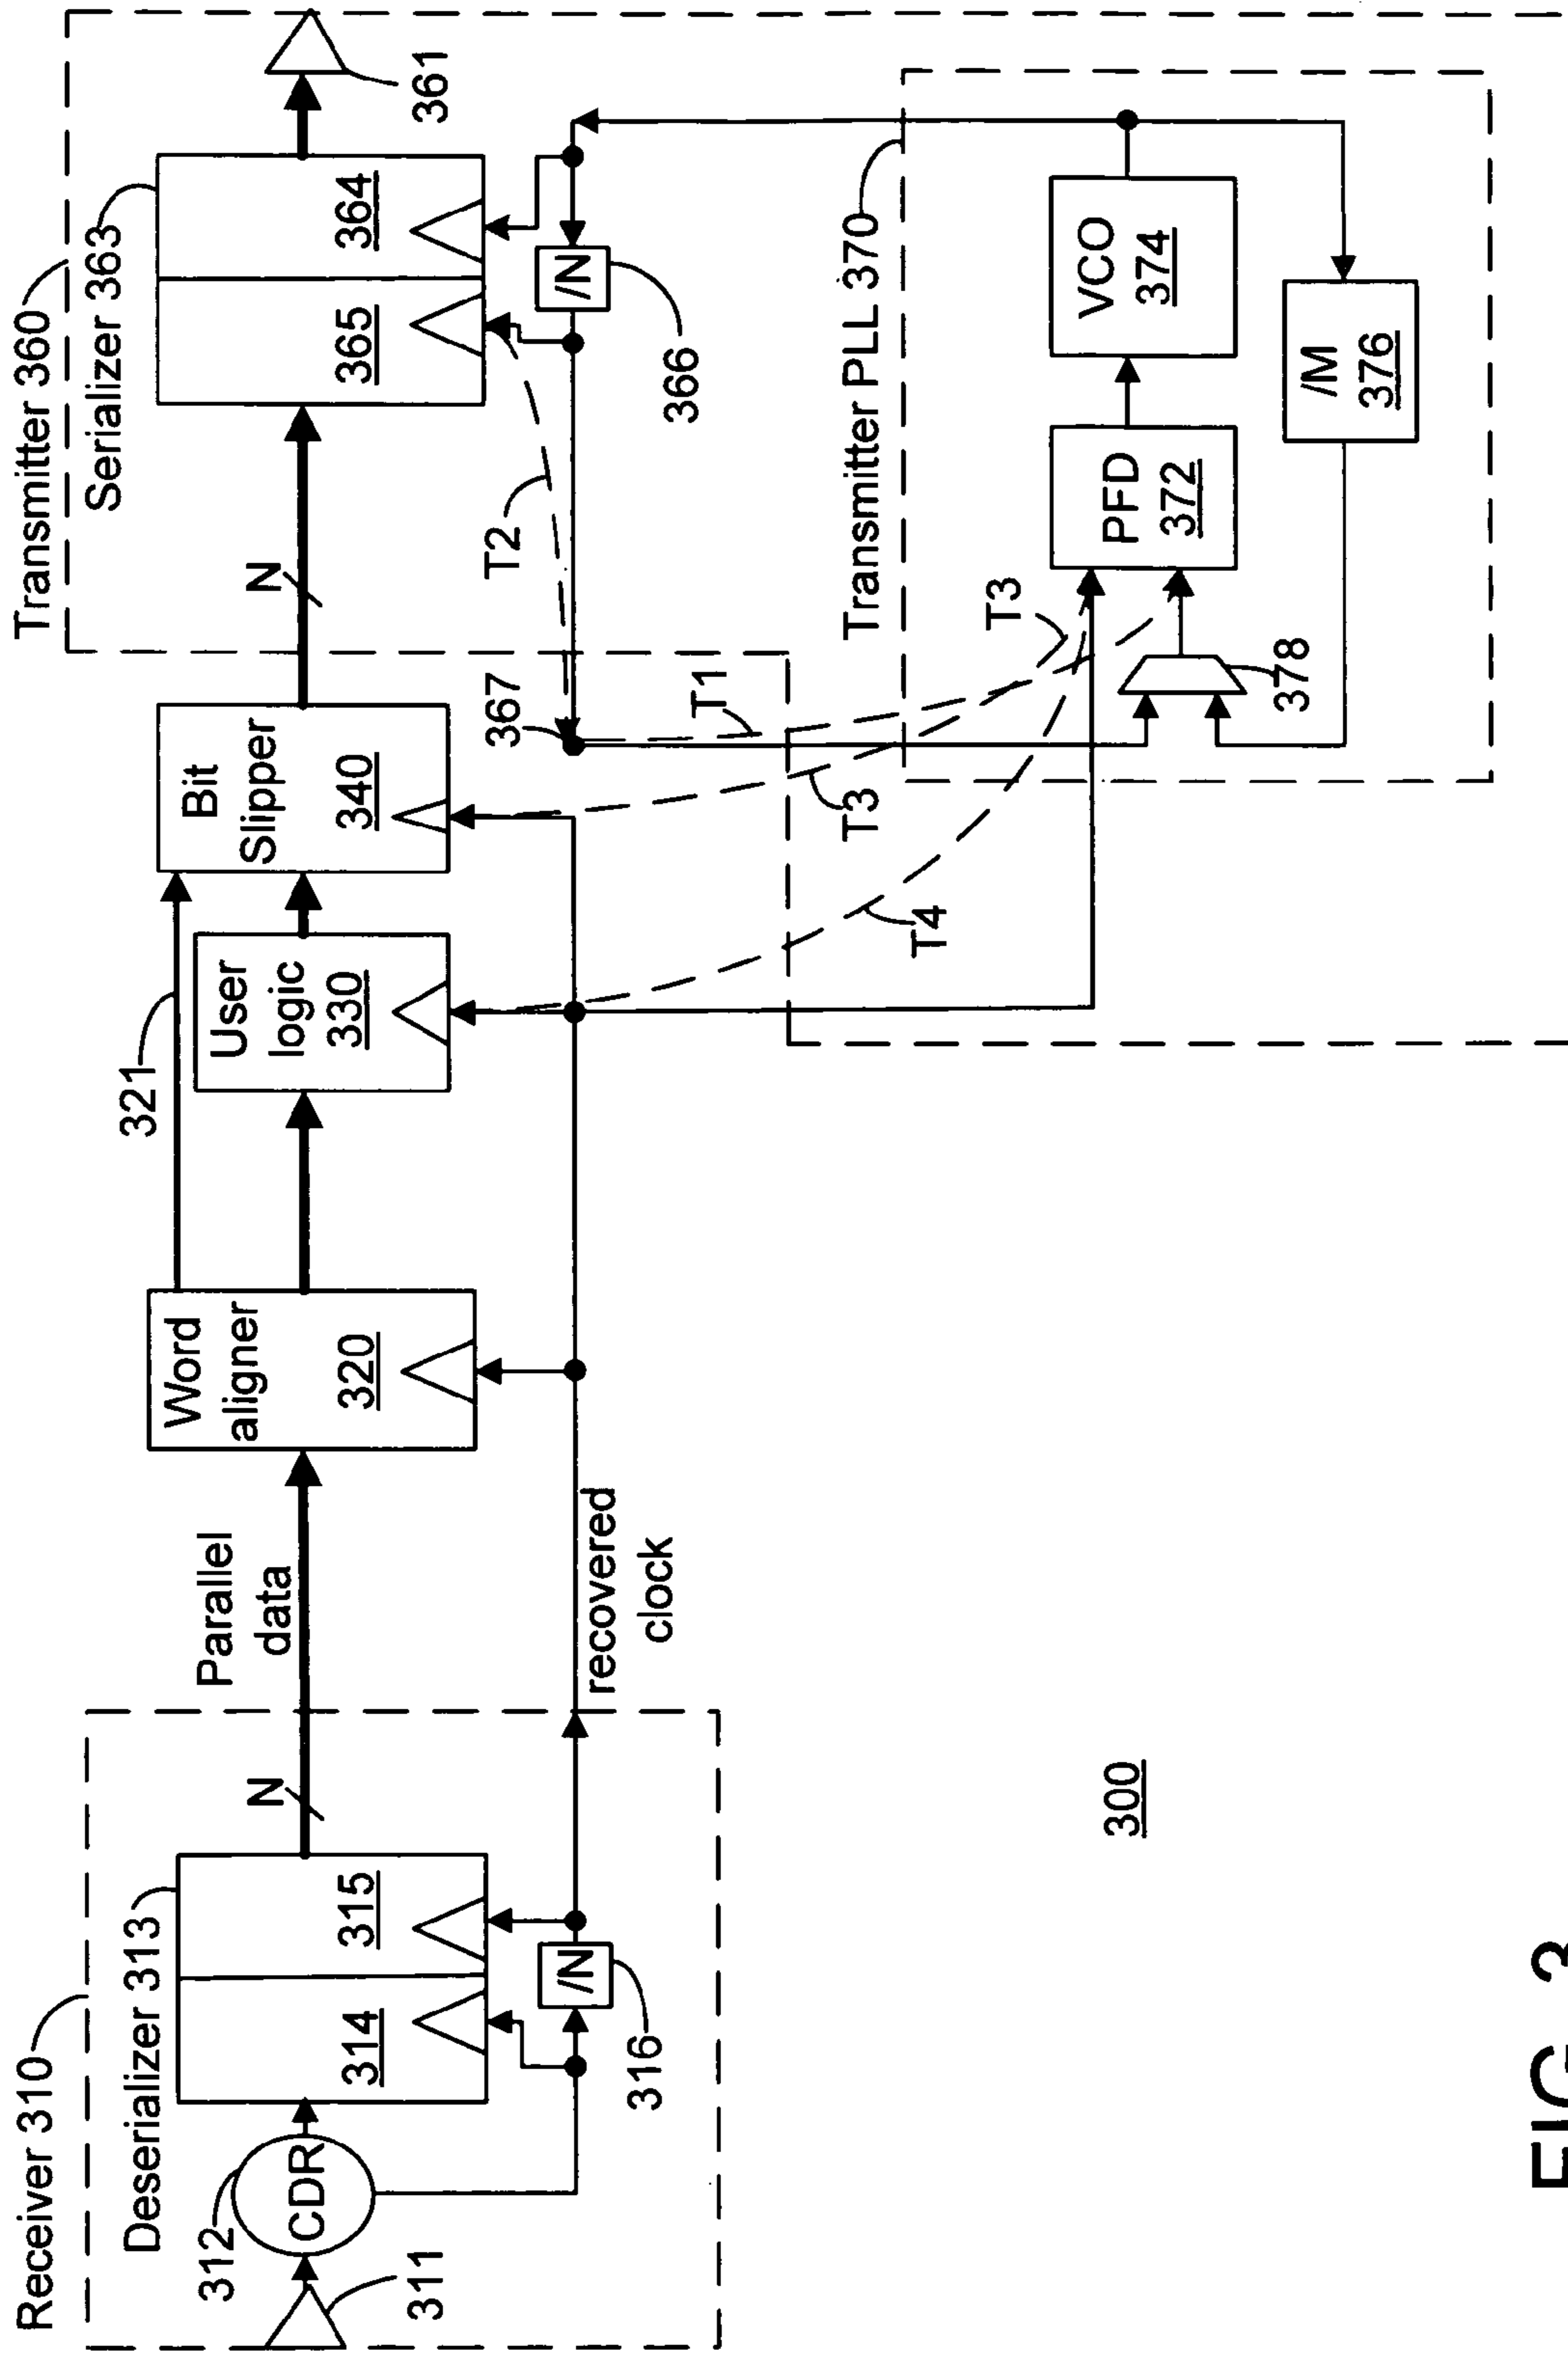 Receiver 310
Deserializer 313
312
CDR
311
314
315
/N
316
N
Parallel
data
recovered
clock
Word
aligner
320
321
User
logic
330
Bit
Slipper
340
N
367
Transmitter 360
Serializer 363
365
364
361
/N
366
T2
T1
T3
T3
T4
Transmitter PLL 370
PFD
372
VCO
374
/M
376
378
300